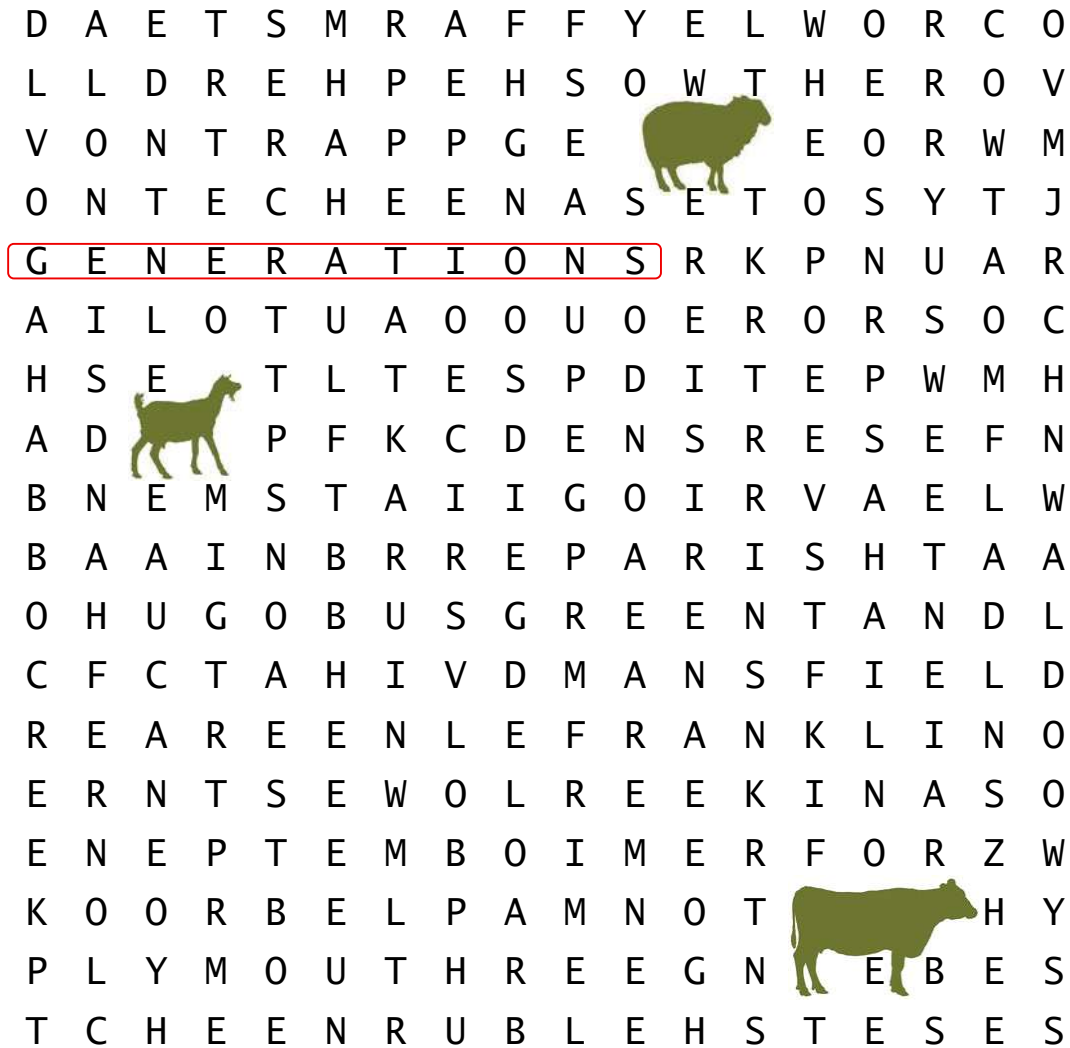 D A E T S M R A F F Y E L W O R C O
L L D R E H P E H S O W T H E R O V
V O N T R A P P G E E O R W M
O N T E C H E E N A S E T O S Y T J
G E N E R A T I O N S R K P N U A R
A I L O T U A O O U O E R O R S O C
H S E T L T E S P D I T E P W M H
A D P F K C D E N S R E S E F N
B N E M S T A I I G O I R V A E L W
B A A I N B R R E P A R I S H T A A
O H U G O B U S G R E E N T A N D L
C F C T A H I V D M A N S F I E L D
R E A R E E N L E F R A N K L I N O
E R N T S E W O L R E E K I N A S O
E N E P T E M B O I M E R F O R Z W
K O O R B E L P A M N O T H Y
P L Y M O U T H R E E G N E B E S
T C H E E N R U B L E H S T E S E S